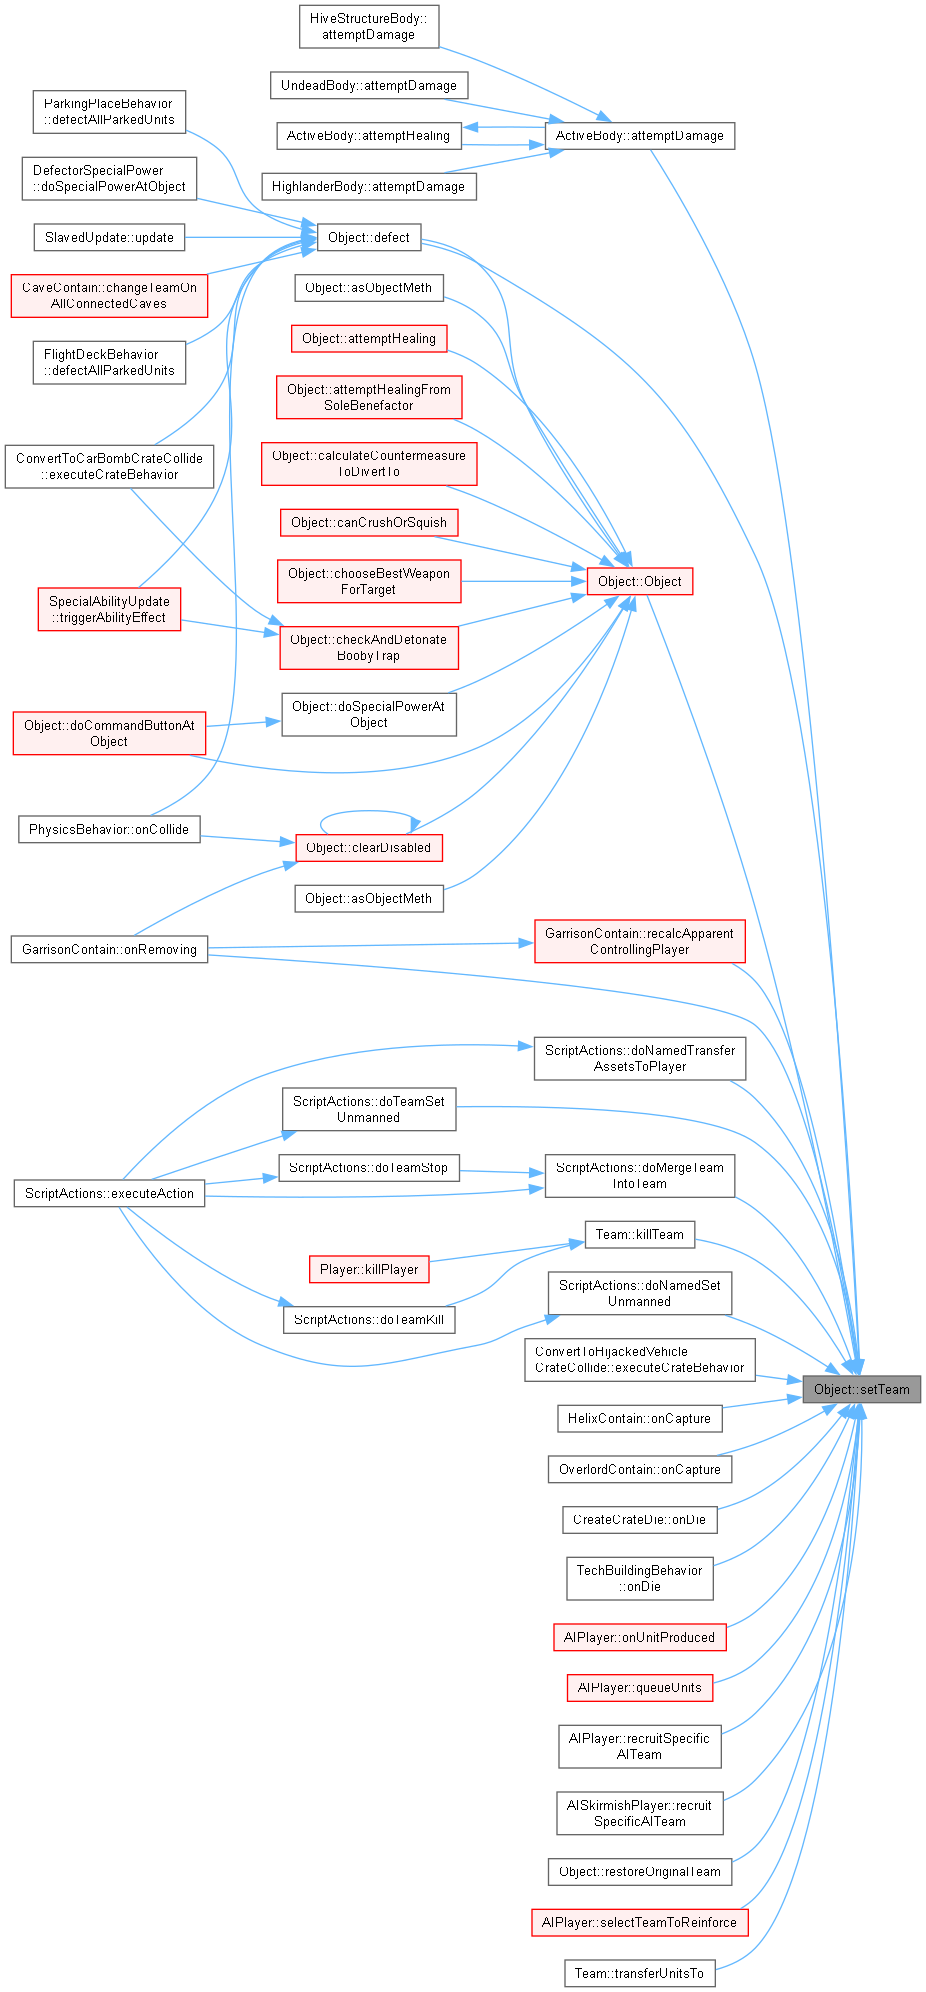 HiveStructureBody::
attemptDamage
UndeadBody::attemptDamage
ParkingPlaceBehavior
::defectAllParkedUnits
ActiveBody::attemptHealing
ActiveBody::attemptDamage
DefectorSpecialPower
::doSpecialPowerAtObject
HighlanderBody::attemptDamage
SlavedUpdate::update
Object::defect
CaveContain::changeTeamOn
AllConnectedCaves
Object::asObjectMeth
Object::attemptHealing
FlightDeckBehavior
::defectAllParkedUnits
Object::attemptHealingFrom
SoleBenefactor
ConvertToCarBombCrateCollide
::executeCrateBehavior
Object::calculateCountermeasure
ToDivertTo
Object::canCrushOrSquish
Object::chooseBestWeapon
ForTarget
Object::Object
SpecialAbilityUpdate
::triggerAbilityEffect
Object::checkAndDetonate
BoobyTrap
Object::doSpecialPowerAt
Object
Object::doCommandButtonAt
Object
PhysicsBehavior::onCollide
Object::clearDisabled
Object::asObjectMeth
GarrisonContain::onRemoving
GarrisonContain::recalcApparent
ControllingPlayer
ScriptActions::doNamedTransfer
AssetsToPlayer
ScriptActions::doTeamSet
Unmanned
ScriptActions::doTeamStop
ScriptActions::doMergeTeam
IntoTeam
ScriptActions::executeAction
Team::killTeam
Player::killPlayer
ScriptActions::doNamedSet
Unmanned
ScriptActions::doTeamKill
ConvertToHijackedVehicle
CrateCollide::executeCrateBehavior
Object::setTeam
HelixContain::onCapture
OverlordContain::onCapture
CreateCrateDie::onDie
TechBuildingBehavior
::onDie
AIPlayer::onUnitProduced
AIPlayer::queueUnits
AIPlayer::recruitSpecific
AITeam
AISkirmishPlayer::recruit
SpecificAITeam
Object::restoreOriginalTeam
AIPlayer::selectTeamToReinforce
Team::transferUnitsTo